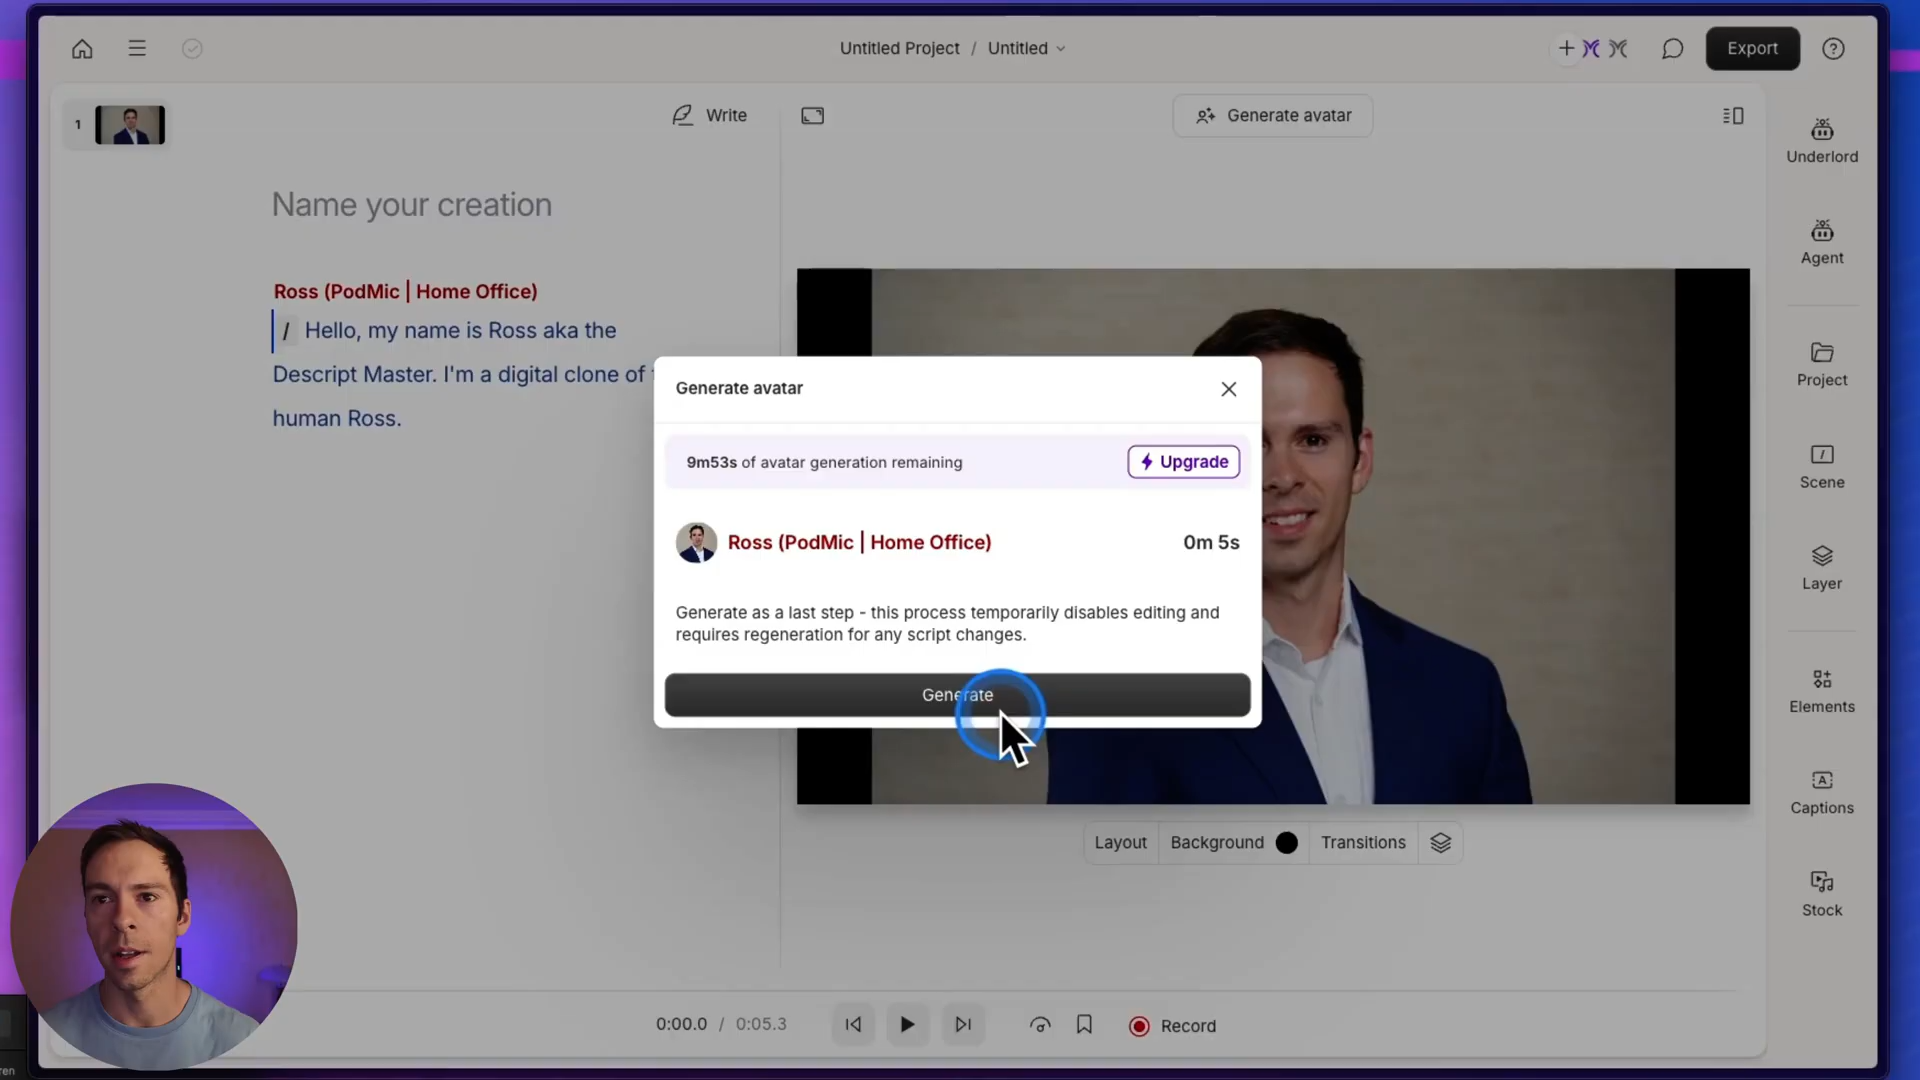 Untitled Project / Untitled
Export
1
Write
Generate avatar
Underlord
Name your creation
Agent
Ross (PodMic | Home Office)
/ Hello, my name is Ross aka the
Descript Master. I'm a digital clone of
human Ross.
Generate avatar
9m53s of avatar generation remaining
Upgrade
Ross (PodMic | Home Office)
0m 5s
Generate as a last step - this process temporarily disables editing and
requires regeneration for any script changes.
Generate
Project
Scene
Layer
Elements
Captions
Stock
Layout
Background
Transitions
0:00.0 / 0:05.3
Record
ren